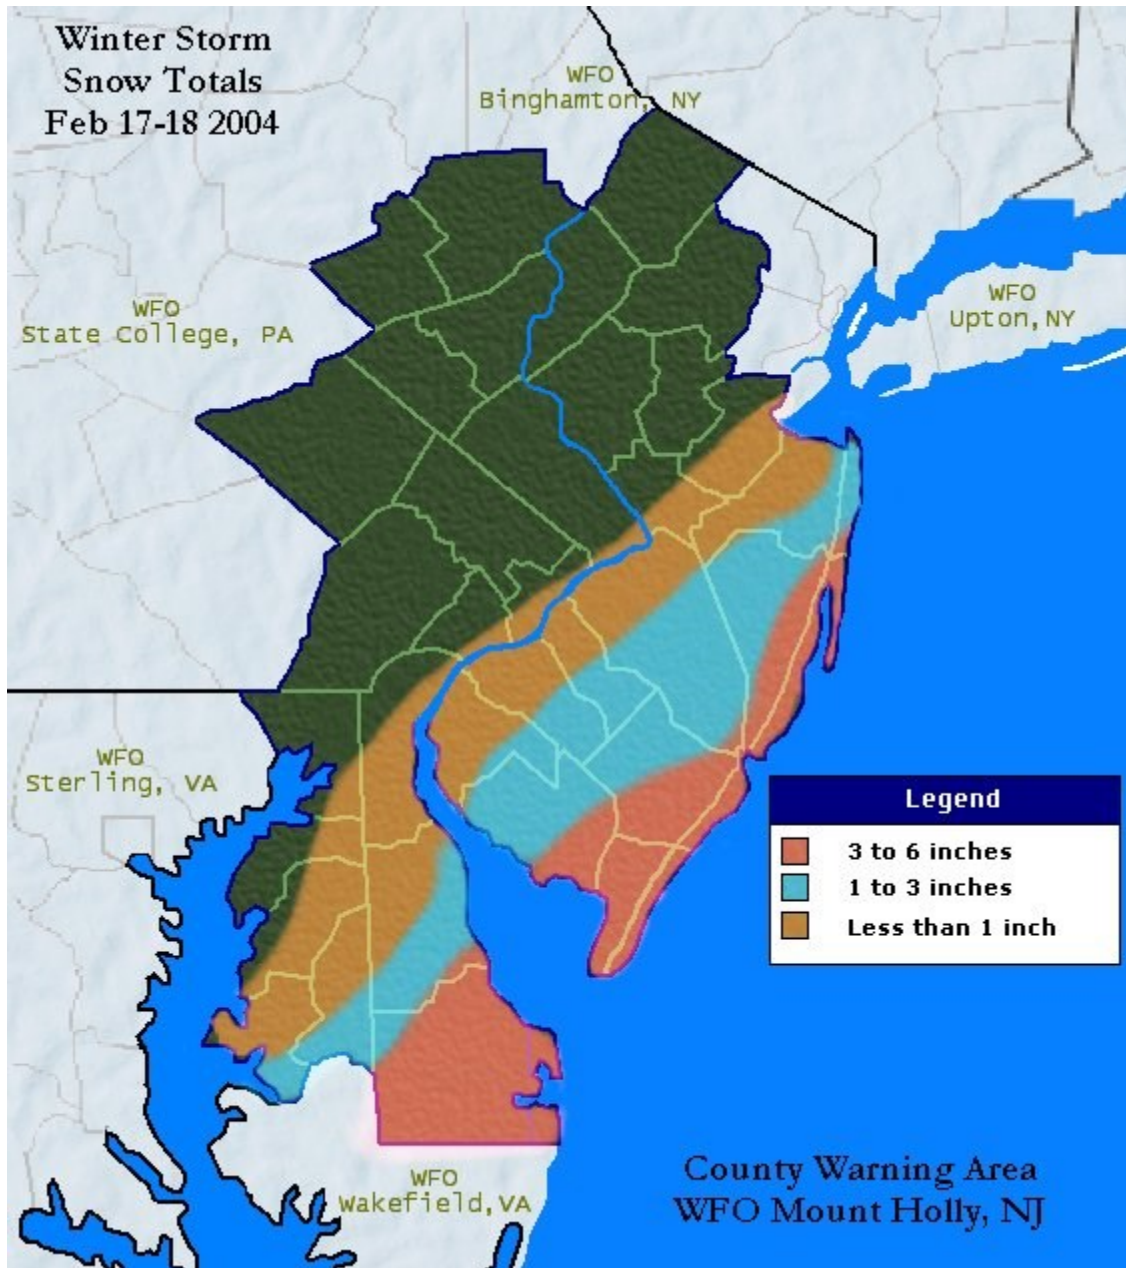 Winter Storm
Snow Totals
Feb 17-18 2004
WFO
Binghamton, NY
WFO
State College, PA
WFO
Upton, NY
WFO
Sterling, VA
Legend
3 to 6 inches
1 to 3 inches
Less than 1 inch
WFO
Wakefield, VA
County Warning Area
WFO Mount Holly, NJ